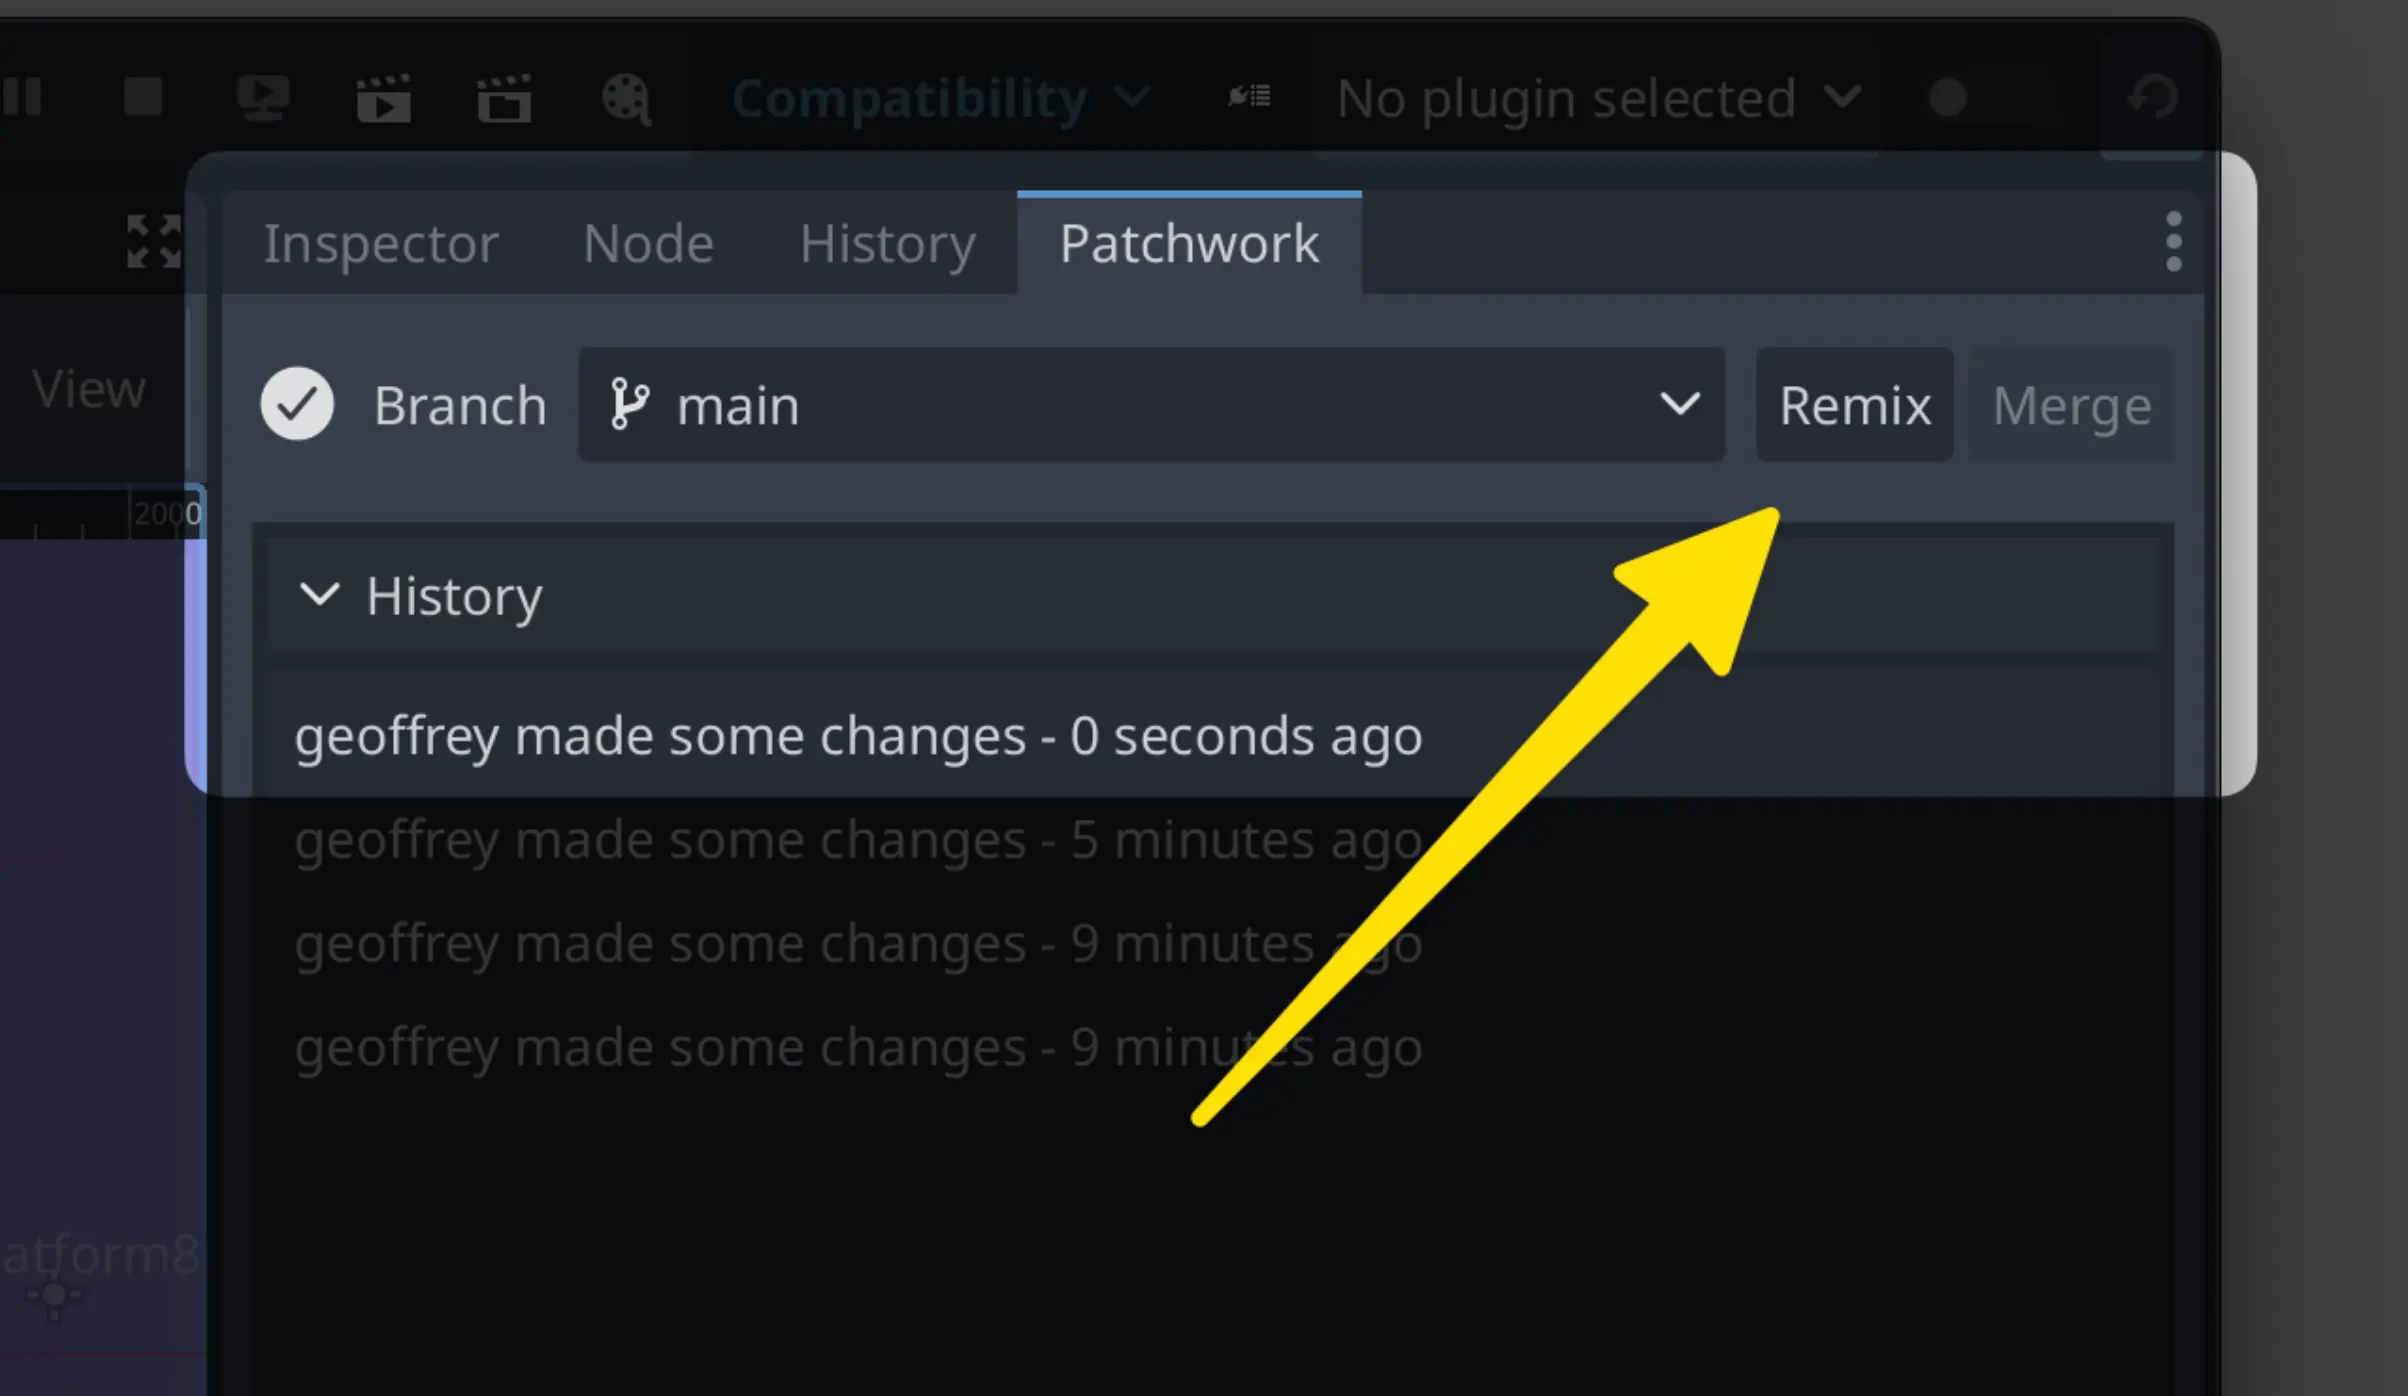 Compatibility
No plugin selected
Inspector Node History Patchwork
View
Branch main Remix Merge
2000
History
geoffrey made some changes - 0 seconds ago
geoffrey made some changes - 5 minutes ago
geoffrey made some changes - 9 minutes ago
geoffrey made some changes - 9 minutes ago
atform8